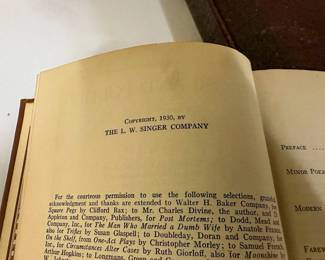 Copyright, 1930, by
THE L. W. SINGER COMPANY
For the courteous permission to use the following selections, grateful
acknowledgment and thanks are extended to Walter H. Baker Company, for
Square Pegs by Clifford Bax; to Mr. Charles Divine, the author, and D.
Appleton and Company, Publishers, for Post Mortems; to Dodd, Mead and
Company, Inc., for The Man Who Married a Dumb Wife by Anatole France,
also for Trifles by Susan Glaspell; to Doubleday, Doran and Company, for
On the Shelf, from One-Act Plays by Christopher Morley; to Samuel French,
Inc., for Circumstances Alter Cases by Ruth Giorloff, also for Moonshine by
Arthur Hopkins; to Longmans, Green and
Preface
Minor Poe
Modern
Farew